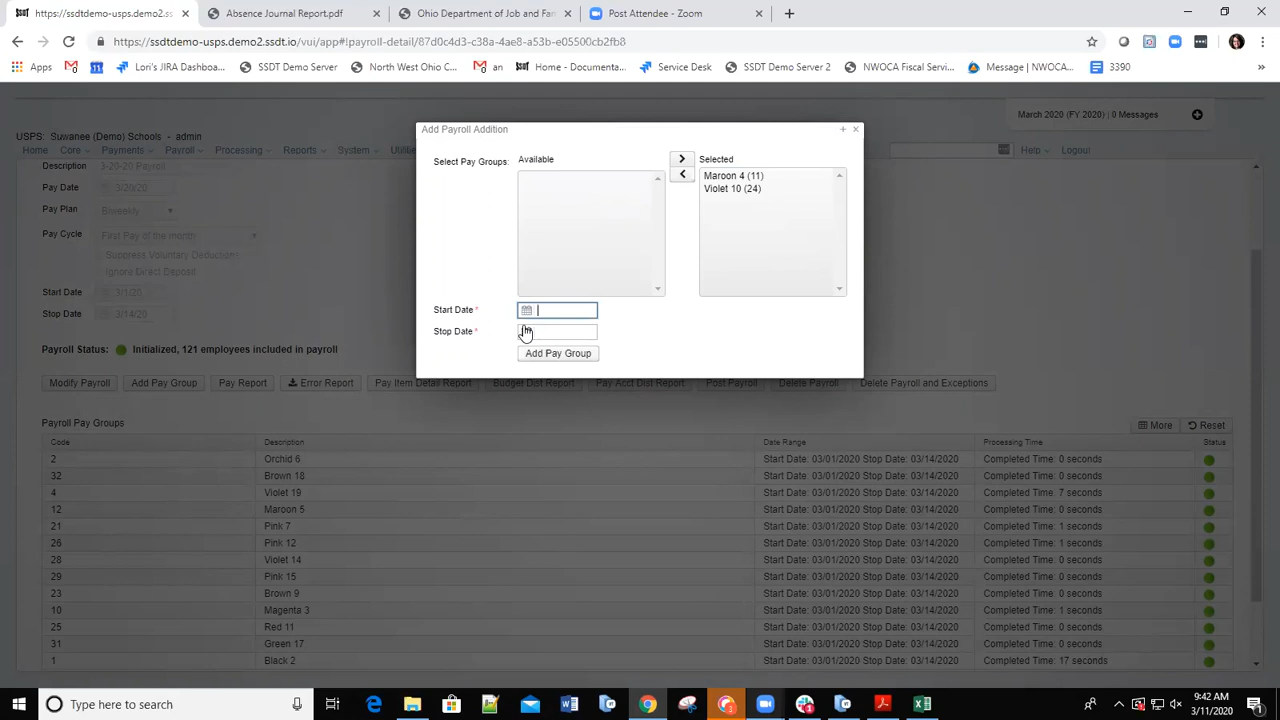 https://ssdtdemo-usps.demo2.ss
Absence Journal Report.pdf
Ohio Department of Job and Fam
Post Attendee - Zoom
https://ssdtdemo-usps.demo2.ssdt.io/vui/app#!payroll-detail/87d0c4d3-c38a-4ae8-a53b-e05500cb2fb8
Apps
Lori's JIRA Dashboa...
SSDT Demo Server
North West Ohio C...
an
Home - Documenta...
Service Desk
SSDT Demo Server 2
NWOCA Fiscal Servi...
Message | NWOCA....
3390
March 2020 (FY 2020) | 0 Messages
USPS: Suwanee (Demo) Schools - admin
Home Core Payments Payroll Processing Reports System Utilities Help Logout
Description 3-20-20 Payroll
Pay Date 3/20/20
Pay Plan Biweekly
Pay Cycle First Pay of the month
Suppress Voluntary Deductions
Ignore Direct Deposit
Start Date 3/1/20
Stop Date 3/14/20
Add Payroll Addition
Select Pay Groups: Available Selected
Maroon 4 (11)
Violet 10 (24)
Start Date *
Stop Date *
Add Pay Group
Payroll Status: Initialized, 121 employees included in payroll
Modify Payroll Add Pay Group Pay Report Error Report Pay Item Detail Report Budget Dist Report Pay Acct Dist Report Post Payroll Delete Payroll Delete Payroll and Exceptions
Payroll Pay Groups More Reset
Code Description Date Range Processing Time Status
2 Orchid 6 Start Date: 03/01/2020 Stop Date: 03/14/2020 Completed Time: 0 seconds
32 Brown 18 Start Date: 03/01/2020 Stop Date: 03/14/2020 Completed Time: 0 seconds
4 Violet 19 Start Date: 03/01/2020 Stop Date: 03/14/2020 Completed Time: 7 seconds
12 Maroon 5 Start Date: 03/01/2020 Stop Date: 03/14/2020 Completed Time: 0 seconds
21 Pink 7 Start Date: 03/01/2020 Stop Date: 03/14/2020 Completed Time: 1 seconds
26 Pink 12 Start Date: 03/01/2020 Stop Date: 03/14/2020 Completed Time: 1 seconds
28 Violet 14 Start Date: 03/01/2020 Stop Date: 03/14/2020 Completed Time: 0 seconds
29 Pink 15 Start Date: 03/01/2020 Stop Date: 03/14/2020 Completed Time: 0 seconds
23 Brown 9 Start Date: 03/01/2020 Stop Date: 03/14/2020 Completed Time: 0 seconds
10 Magenta 3 Start Date: 03/01/2020 Stop Date: 03/14/2020 Completed Time: 1 seconds
25 Red 11 Start Date: 03/01/2020 Stop Date: 03/14/2020 Completed Time: 0 seconds
31 Green 17 Start Date: 03/01/2020 Stop Date: 03/14/2020 Completed Time: 0 seconds
1 Black 2 Start Date: 03/01/2020 Stop Date: 03/14/2020 Completed Time: 17 seconds
Type here to search
9:42 AM
3/11/2020